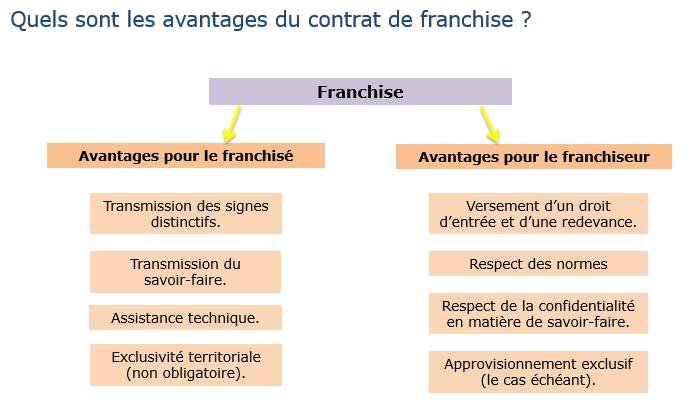 Quels sont les avantages du contrat de franchise ?
Franchise
Avantages pour le franchisé
Transmission des signes
distinctifs.
Transmission du
savoir-faire.
Assistance technique.
Exclusivité territoriale
(non obligatoire).
Avantages pour le franchiseur
Versement d’un droit
d’entrée et d’une redevance.
Respect des normes
Respect de la confidentialité
en matière de savoir-faire.
Approvisionnement exclusif
(le cas échéant).